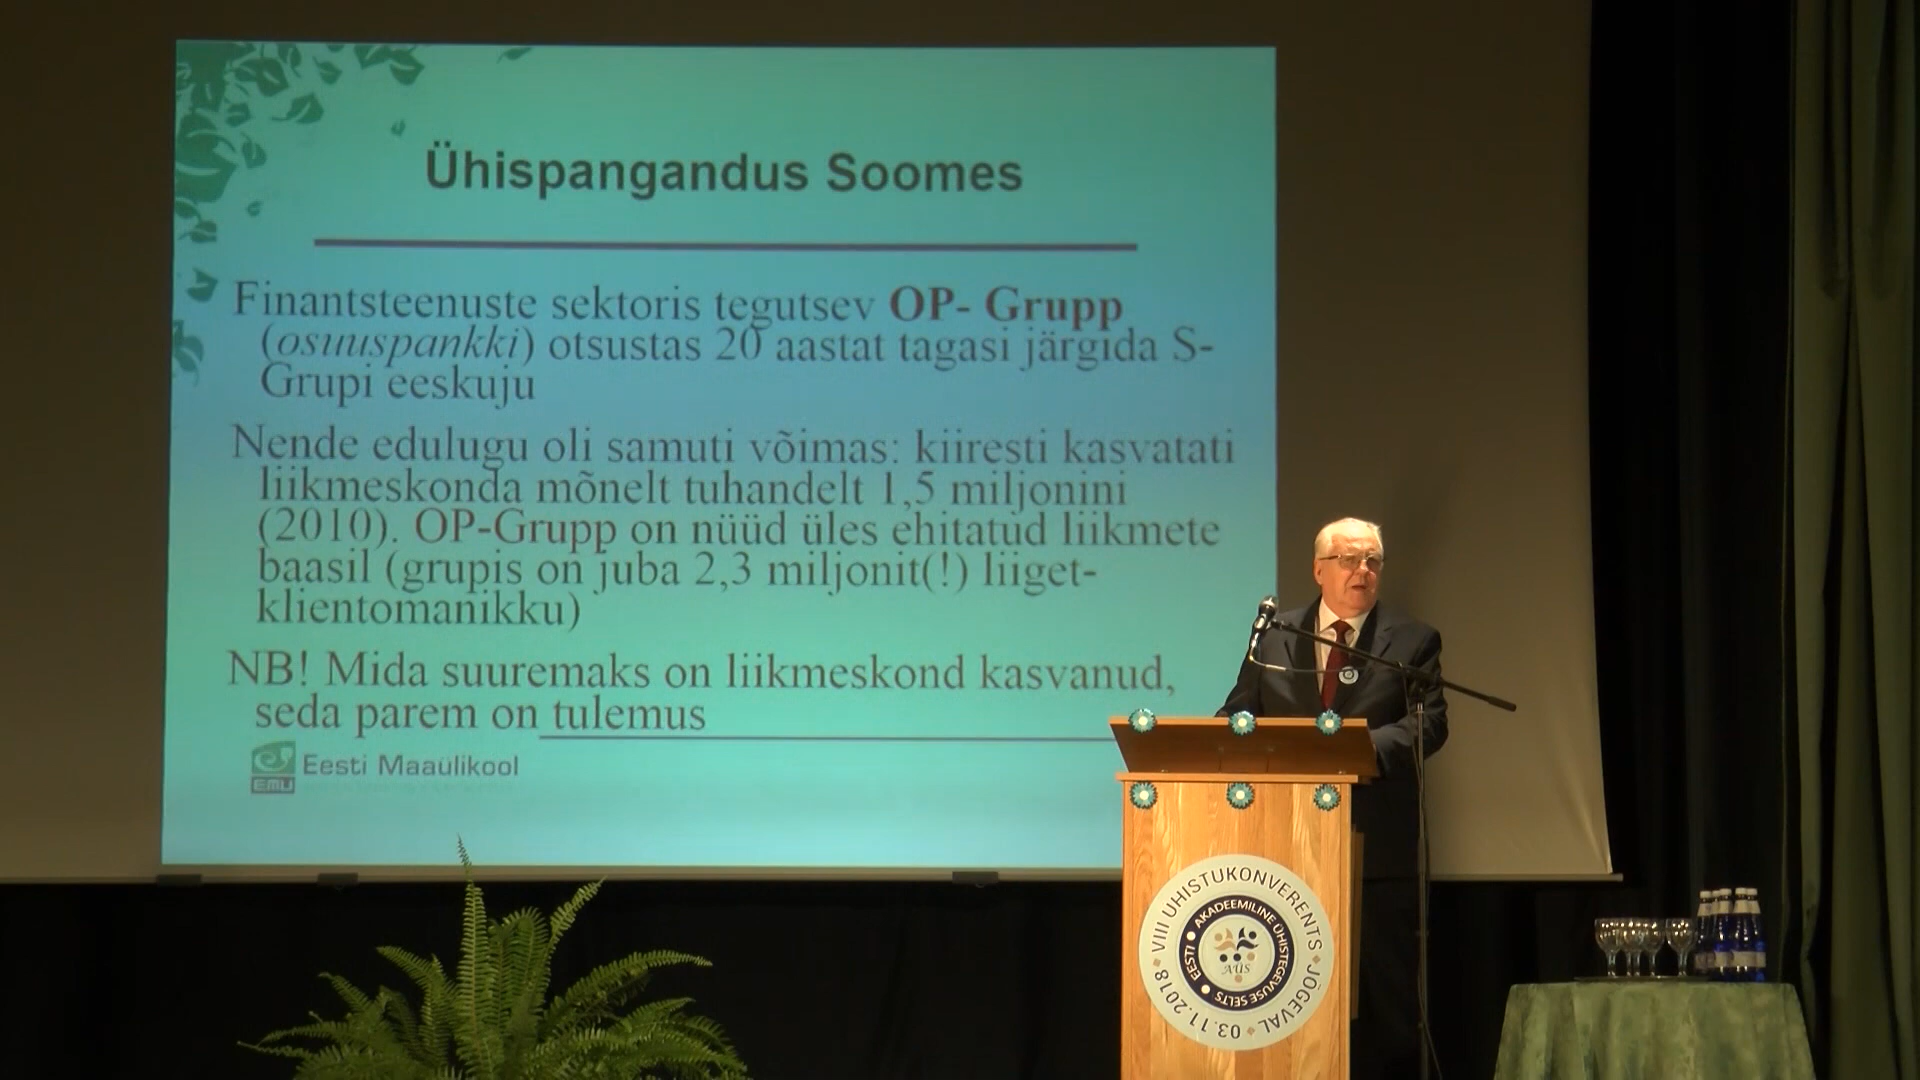 Ühispangandus Soomes
Finantsteenuste sektoris tegutsev OP- Grupp
(osuuspankki) otsustas 20 aastat tagasi järgida S-
Grupi eeskuju
Nende edulugu oli samuti võimas: kiiresti kasvatati
liikmeskonda mõnelt tuhandelt 1,5 miljonini
(2010). OP-Grupp on nüüd üles ehitatud liikmete
baasil (grupis on juba 2,3 miljonit(!) liiget-
klientomanikku)
NB! Mida suuremaks on liikmeskond kasvanud,
seda parem on tulemus
EMU
Eesti Maaülikool
VIII ÜHISTUKONVERENTS • JÕGEVAL • 03.11.2018 •
EESTI • AKADEEMILINE ÜHISTEGEVUSE SELTS •
AÜS